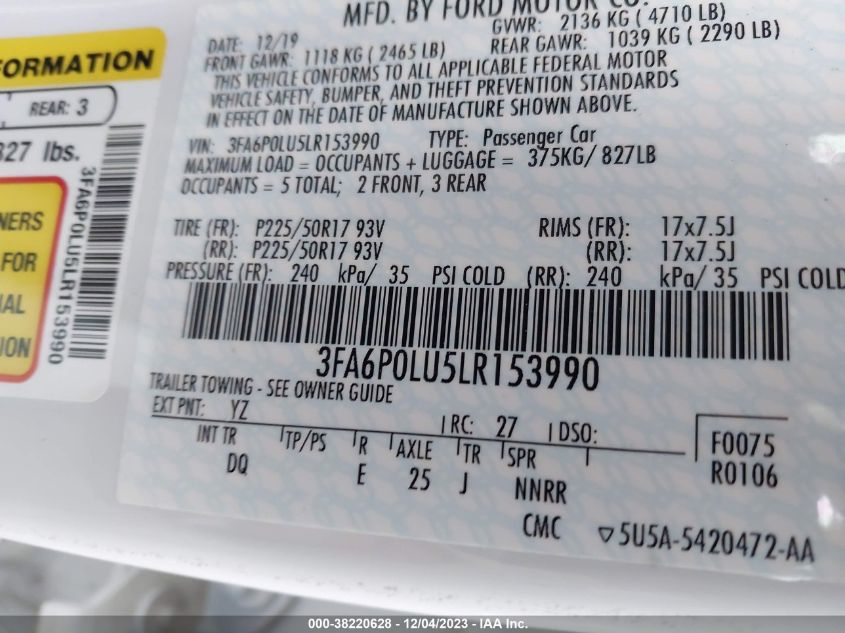 MFD. BY FORD MOTOR CO.
DATE: 12/19 GVWR: 2136 KG ( 4710 LB)
FRONT GAWR: 1118 KG ( 2465 LB) REAR GAWR: 1039 KG ( 2290 LB)
THIS VEHICLE CONFORMS TO ALL APPLICABLE FEDERAL MOTOR
VEHICLE SAFETY, BUMPER, AND THEFT PREVENTION STANDARDS
IN EFFECT ON THE DATE OF MANUFACTURE SHOWN ABOVE.
VIN: 3FA6P0LU5LR153990 TYPE: Passenger Car
MAXIMUM LOAD = OCCUPANTS + LUGGAGE = 375KG/ 827LB
OCCUPANTS = 5 TOTAL; 2 FRONT, 3 REAR
TIRE (FR): P225/50R17 93V RIMS (FR): 17x7.5J
(RR): P225/50R17 93V (RR): 17x7.5J
PRESSURE (FR): 240 kPa/ 35 PSI COLD (RR): 240 kPa/ 35 PSI COLD
3FA6P0LU5LR153990
TRAILER TOWING - SEE OWNER GUIDE
EXT PNT: YZ RC: 27 DSO:
INT TR TP/PS R AXLE TR SPR
DQ E 25 J NNRR
F0075
R0106
CMC ▽5U5A-5420472-AA
FORMATION
REAR: 3
327 lbs.
3FA6P0LU5LR153990
NERS
FOR
IAL
ION
000-38220628 - 12/04/2023 - IAA Inc.